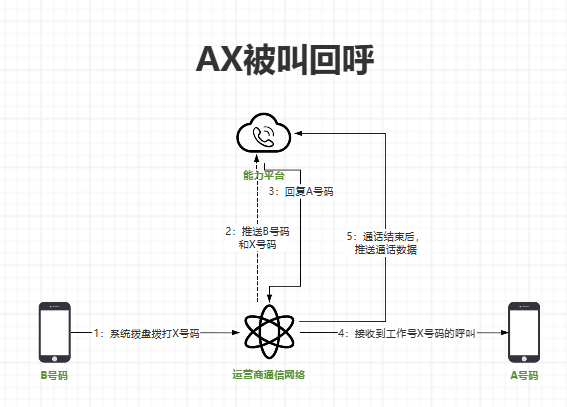 AX被叫回呼
能力平台
3：回复A号码
2：推送B号码
和X号码
5：通话结束后，
推送通话数据
1：系统拨盘拨打X号码
4：接收到工作号X号码的呼叫
B号码
运营商通信网络
A号码